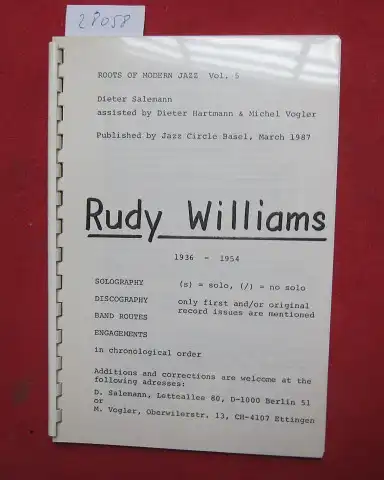 2P058
ROOTS OF MODERN JAZZ Vol. 5
Dieter Salemann
assisted by Dieter Hartmann & Michel Vogler
Published by Jazz Circle Basel, March 1987
Rudy Williams
1936 - 1954
SOLOGRAPHY (s) = solo, (/) = no solo
DISCOGRAPHY only first and/or original
record issues are mentioned
BAND ROUTES
ENGAGEMENTS
in chronological order
Additions and corrections are welcome at the
following adresses:
D. Salemann, Letteallee 80, D-1000 Berlin 51
or
M. Vogler, Oberwilerstr. 13, CH-4107 Ettingen